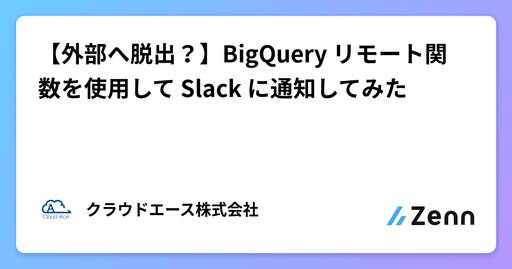 【外部へ脱出？】BigQuery リモート関
数を使用して Slack に通知してみた
Cloud Ace
クラウドエース株式会社
Zenn